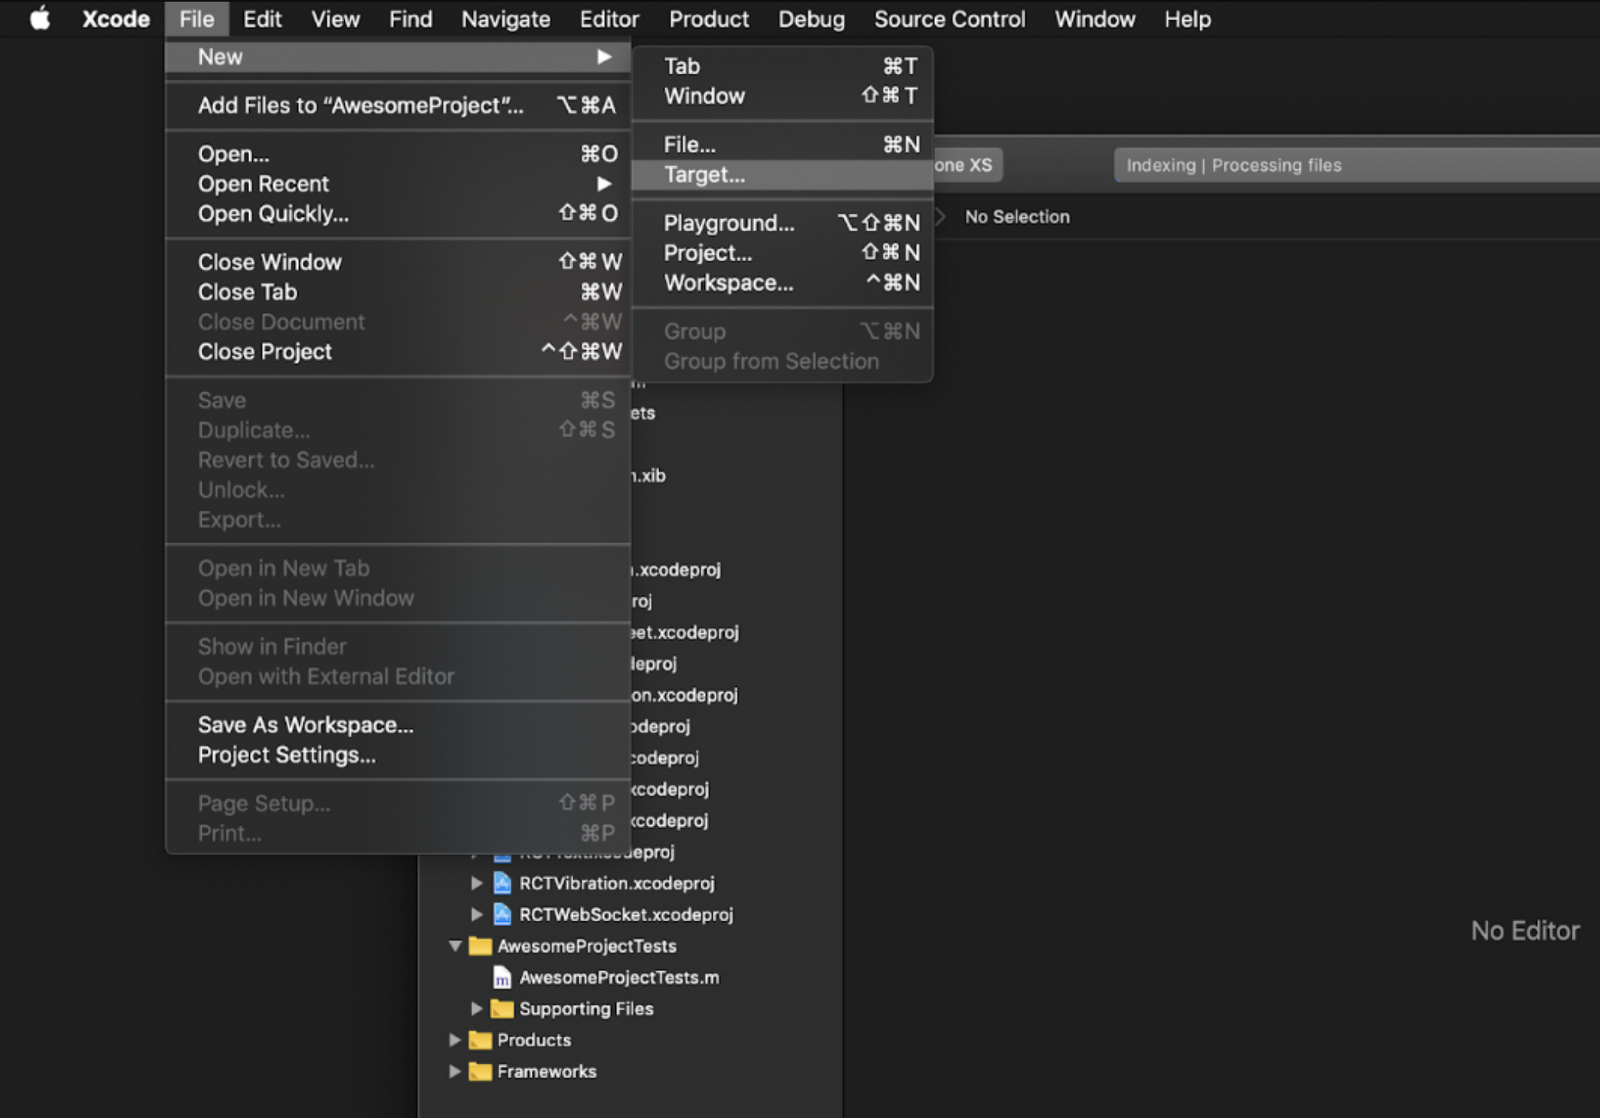 Xcode File Edit View Find Navigate Editor Product Debug Source Control Window Help
New ▶
Add Files to “AwesomeProject”... ⌥⌘A
Open... ⌘O
Open Recent ▶
Open Quickly... ⇧⌘O
Close Window ⇧⌘W
Close Tab ⌘W
Close Document ^⌘W
Close Project ^⇧⌘W
Save ⌘S
Duplicate... ⇧⌘S
Revert to Saved...
Unlock...
Export...
Open in New Tab
Open in New Window
Show in Finder
Open with External Editor
Save As Workspace...
Project Settings...
Page Setup... ⇧⌘P
Print... ⌘P
Tab ⌘T
Window ⇧⌘T
File... ⌘N
Target...
Playground... ⌥⇧⌘N
Project... ⇧⌘N
Workspace... ^⌘N
Group ⌥⌘N
Group from Selection
one XS
Indexing | Processing files
No Selection
ets
.xib
.xcodeproj
roj
eet.xcodeproj
deproj
on.xcodeproj
odeproj
codeproj
xcodeproj
xcodeproj
RCTVibration.xcodeproj
RCTWebSocket.xcodeproj
AwesomeProjectTests
AwesomeProjectTests.m
Supporting Files
Products
Frameworks
No Editor